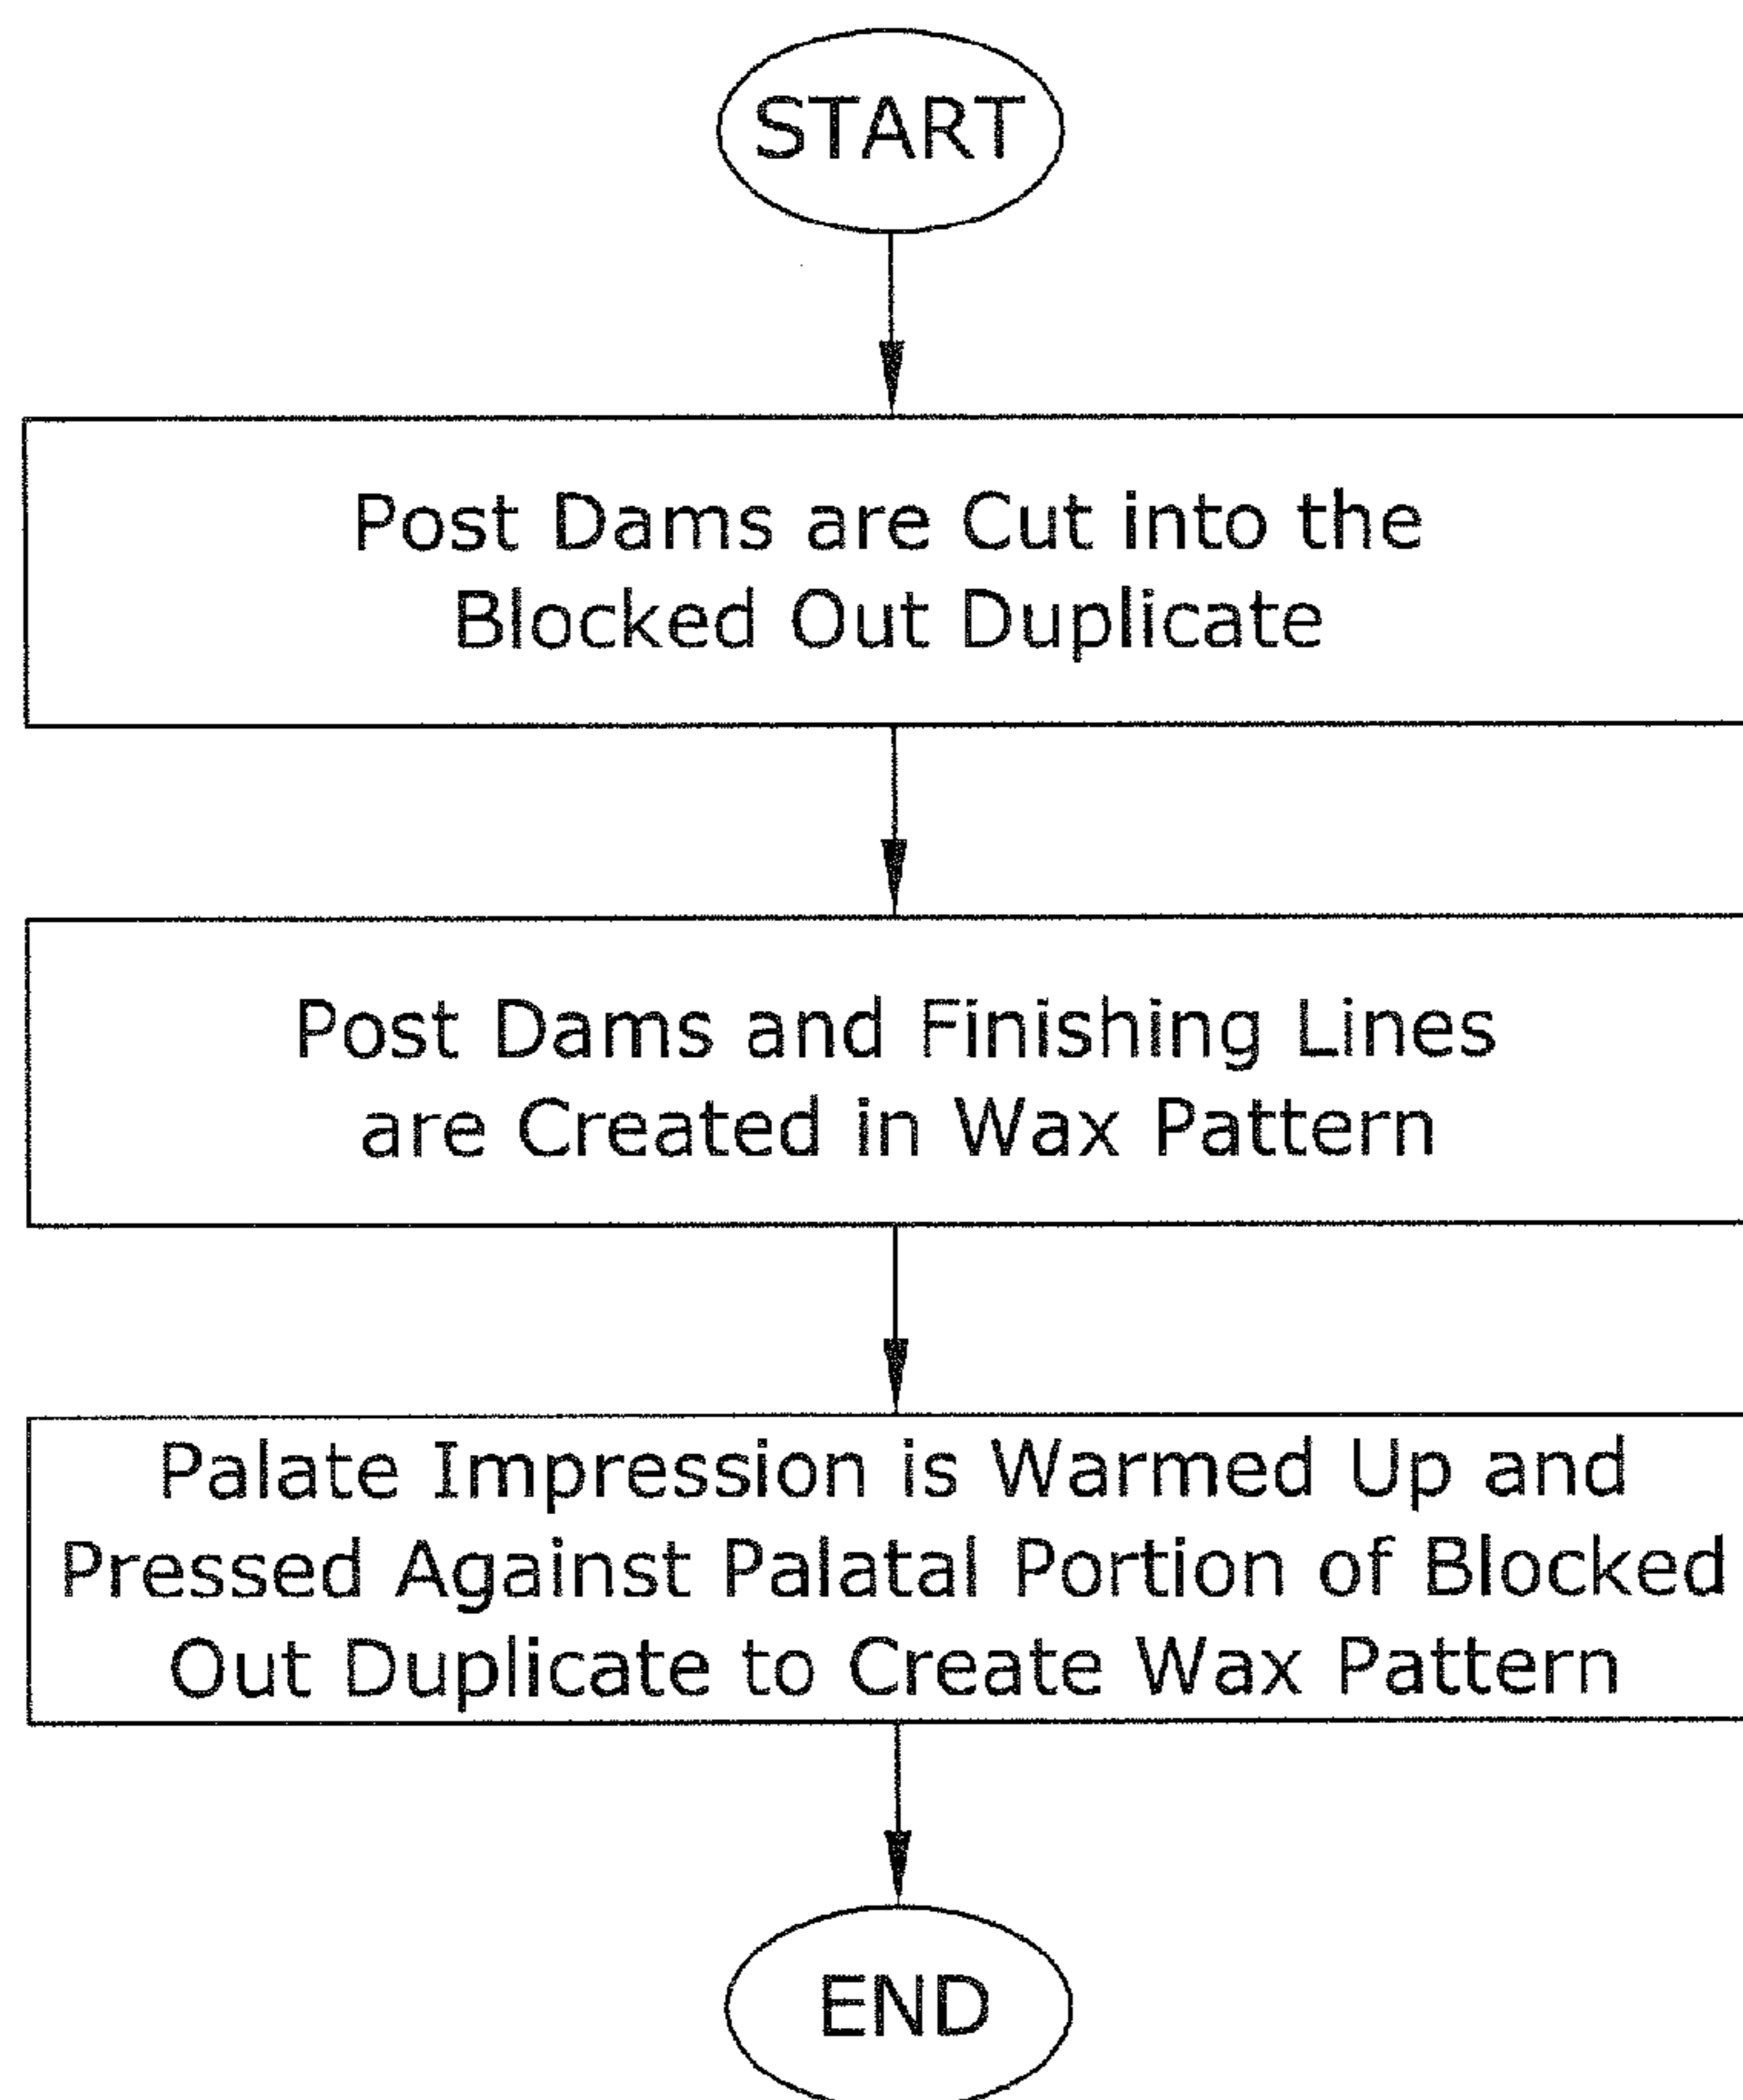 START
Post Dams are Cut into the
Blocked Out Duplicate
Post Dams and Finishing Lines
are Created in Wax Pattern
Palate Impression is Warmed Up and
Pressed Against Palatal Portion of Blocked
Out Duplicate to Create Wax Pattern
END